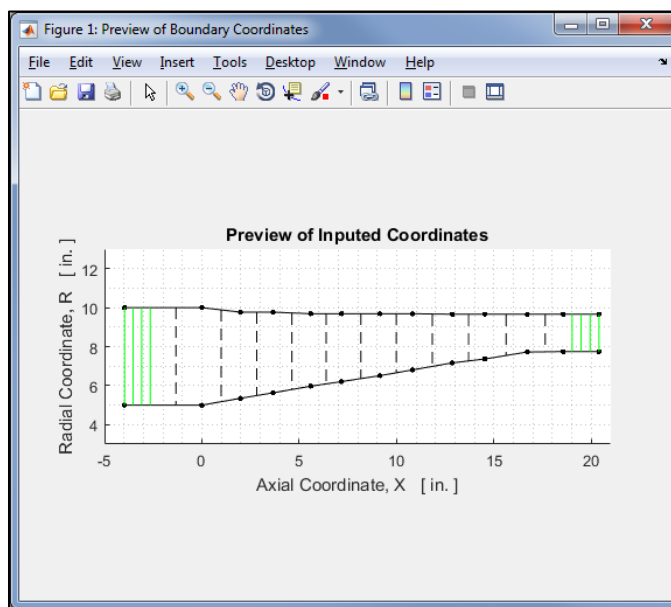 Figure 1: Preview of Boundary Coordinates
File Edit View Insert Tools Desktop Window Help
Preview of Inputed Coordinates
Radial Coordinate, R [ in. ]
12
10
8
6
4
-5 0 5 10 15 20
Axial Coordinate, X [ in. ]